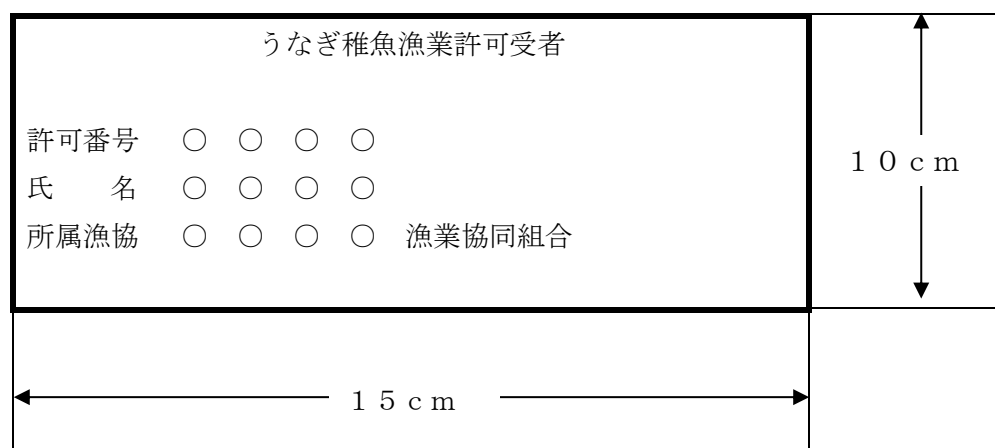 うなぎ稚魚漁業許可受者
許可番号　○　○　○　○
氏　　名　○　○　○　○
所属漁協　○　○　○　○　漁業協同組合
１０ｃｍ
１５ｃｍ